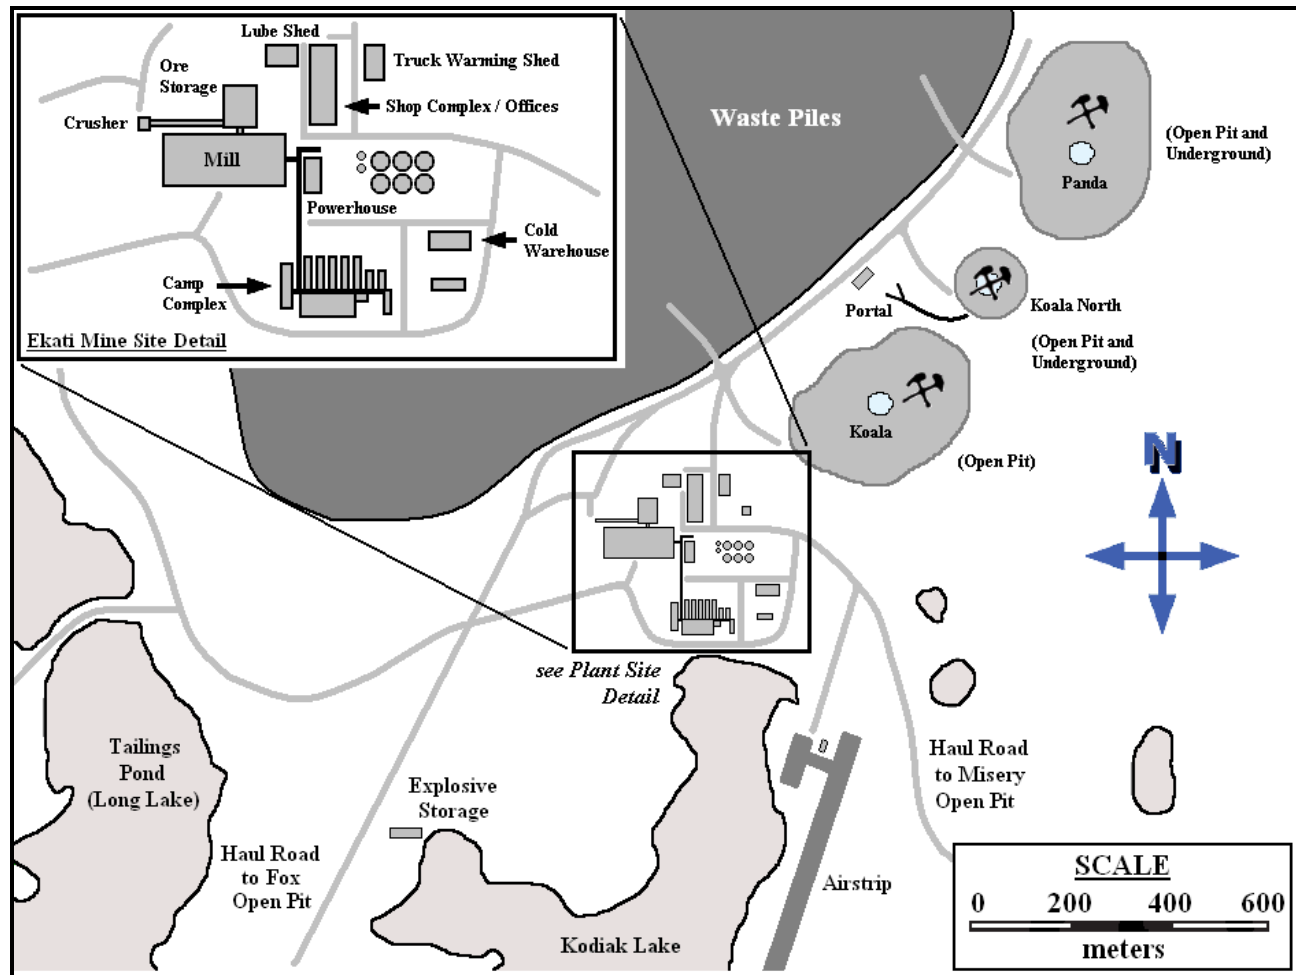 Lube Shed
Ore
Storage
Truck Warming Shed
Shop Complex / Offices
Crusher
Mill
Powerhouse
Cold
Warehouse
Camp
Complex
Ekati Mine Site Detail
Waste Piles
(Open Pit and
Underground)
Panda
Portal
Koala North
(Open Pit and
Underground)
Koala
(Open Pit)
N
see Plant Site
Detail
Tailings
Pond
(Long Lake)
Explosive
Storage
Haul Road
to Misery
Open Pit
Haul Road
to Fox
Open Pit
Airstrip
Kodiak Lake
SCALE
0 200 400 600
meters